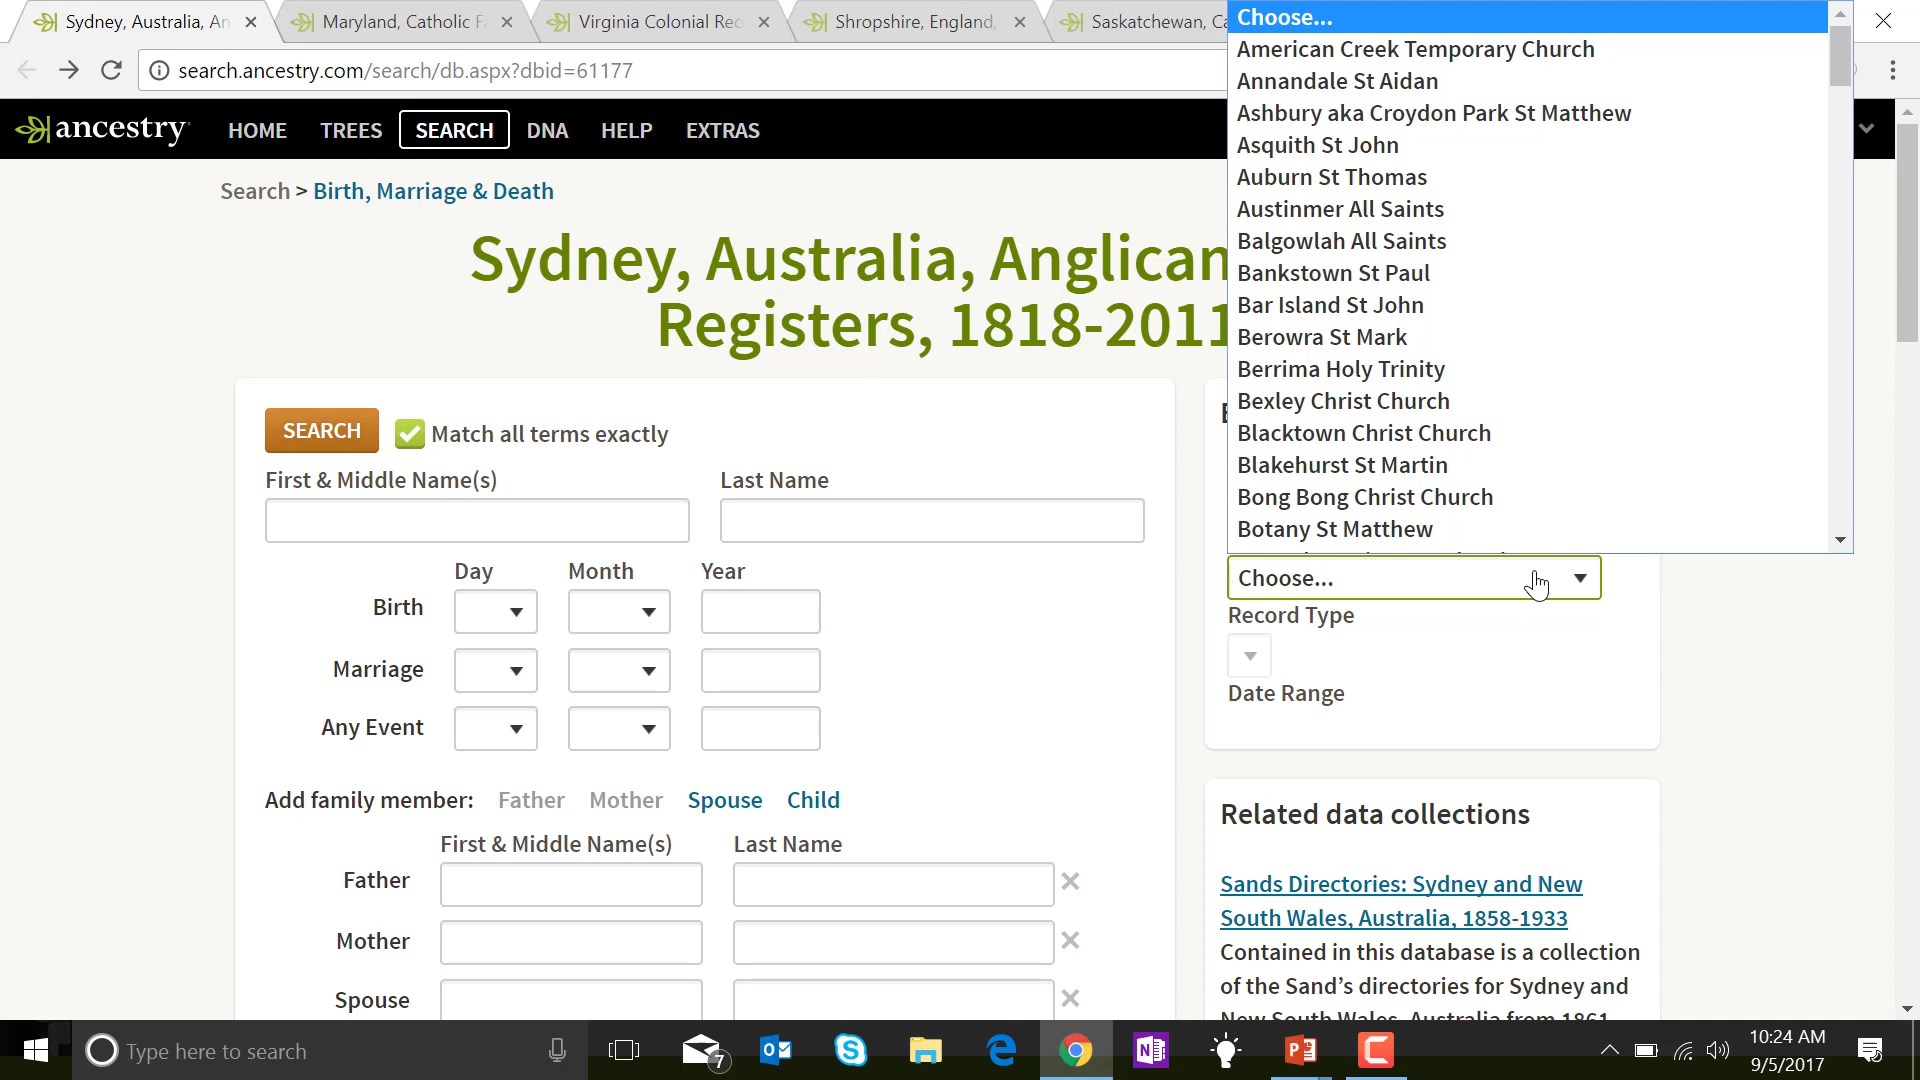 Sydney, Australia, An
Maryland, Catholic F
Virginia Colonial Rec
Shropshire, England,
Saskatchewan, Ca
search.ancestry.com/search/db.aspx?dbid=61177
ancestry
HOME
TREES
SEARCH
DNA
HELP
EXTRAS
Search > Birth, Marriage & Death
Sydney, Australia, Anglican
Registers, 1818-2011
SEARCH
Match all terms exactly
First & Middle Name(s)
Last Name
Day
Month
Year
Birth
Marriage
Any Event
Add family member:
Father
Mother
Spouse
Child
First & Middle Name(s)
Last Name
Father
Mother
Spouse
Choose...
American Creek Temporary Church
Annandale St Aidan
Ashbury aka Croydon Park St Matthew
Asquith St John
Auburn St Thomas
Austinmer All Saints
Balgowlah All Saints
Bankstown St Paul
Bar Island St John
Berowra St Mark
Berrima Holy Trinity
Bexley Christ Church
Blacktown Christ Church
Blakehurst St Martin
Bong Bong Christ Church
Botany St Matthew
Choose...
Record Type
Date Range
Related data collections
Sands Directories: Sydney and New
South Wales, Australia, 1858-1933
Contained in this database is a collection
of the Sand's directories for Sydney and
New South Wales, Australia from 1861
Type here to search
7
10:24 AM
9/5/2017